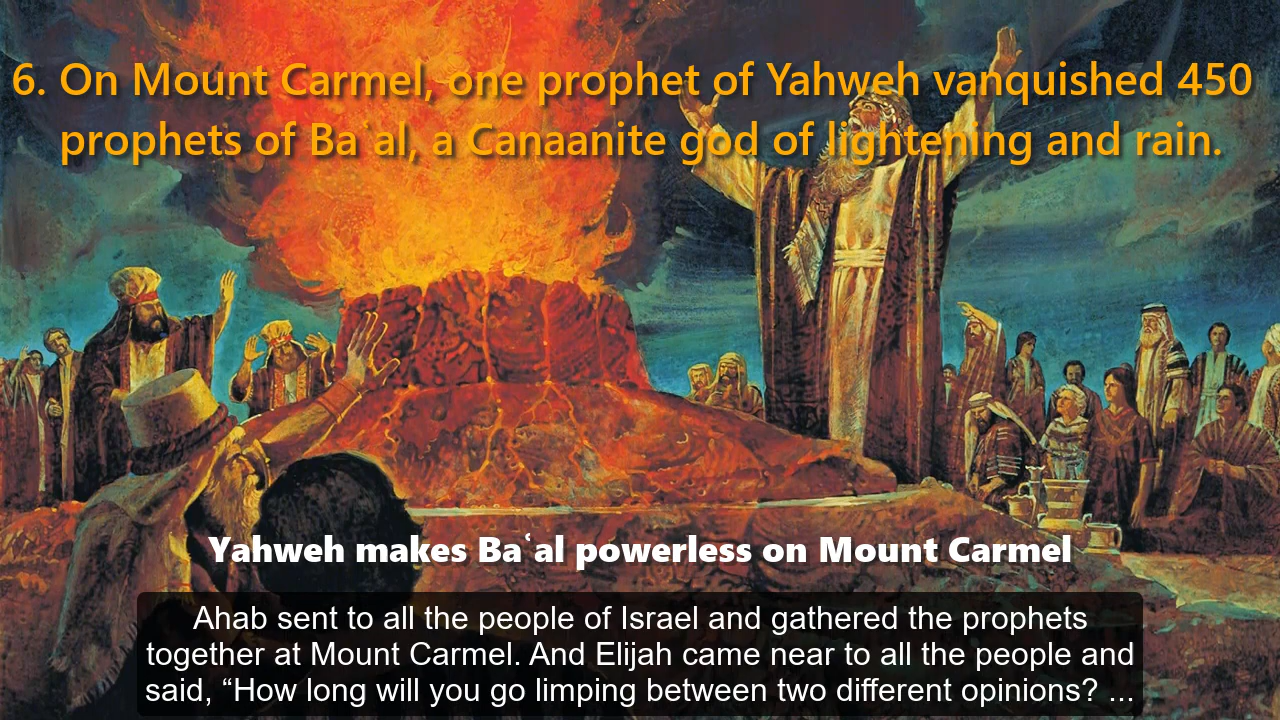 6. On Mount Carmel, one prophet of Yahweh vanquished 450
prophets of Baʿal, a Canaanite god of lightening and rain.
Yahweh makes Baʿal powerless on Mount Carmel
Ahab sent to all the people of Israel and gathered the prophets
together at Mount Carmel. And Elijah came near to all the people and
said, “How long will you go limping between two different opinions? ...